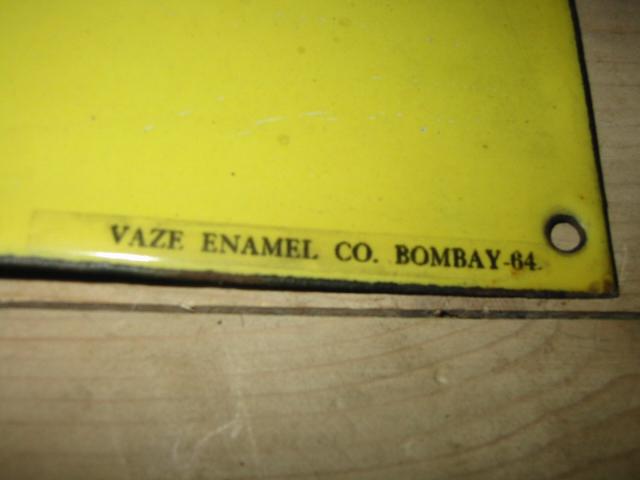 VAZE ENAMEL CO. BOMBAY-64.